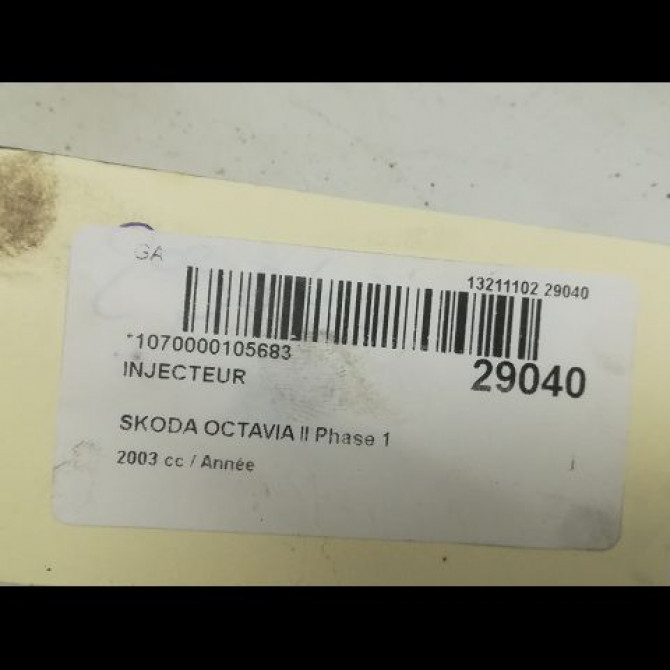 GA
13211102 29040
*1070000105683
29040
INJECTEUR
SKODA OCTAVIA II Phase 1
2003 cc / Année